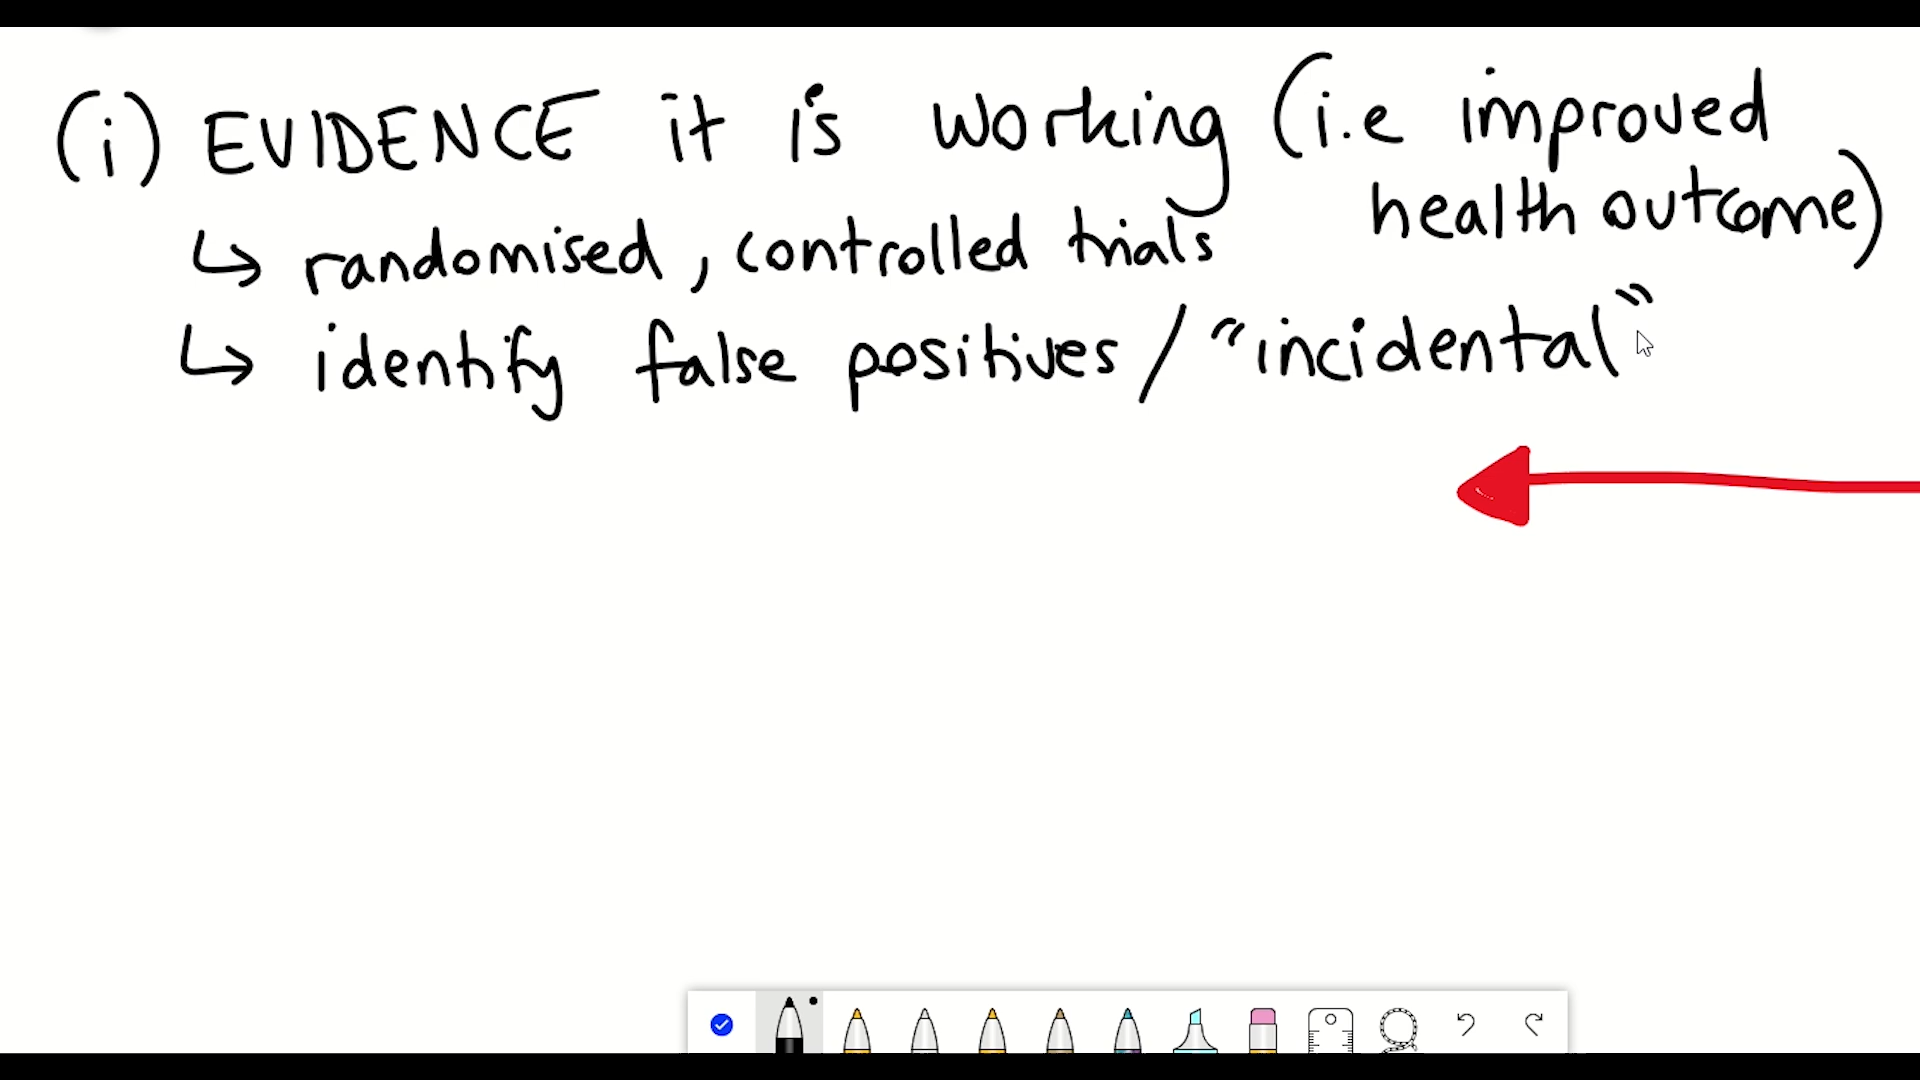 (i) EVIDENCE it is working (i.e improved
health outcome)
↳ randomised, controlled trials
↳ identify false positives / "incidental"